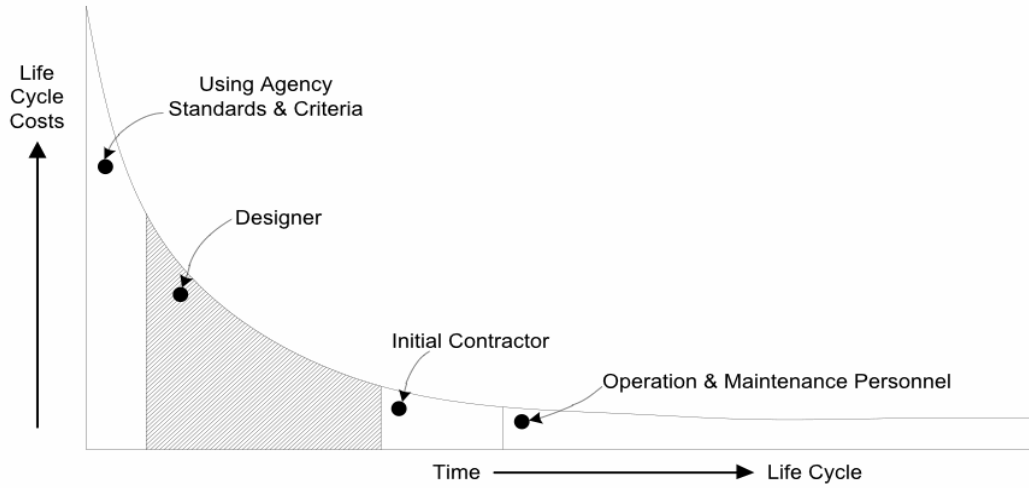 Life
Cycle
Costs
Using Agency
Standards & Criteria
Designer
Initial Contractor
Operation & Maintenance Personnel
Time
Life Cycle